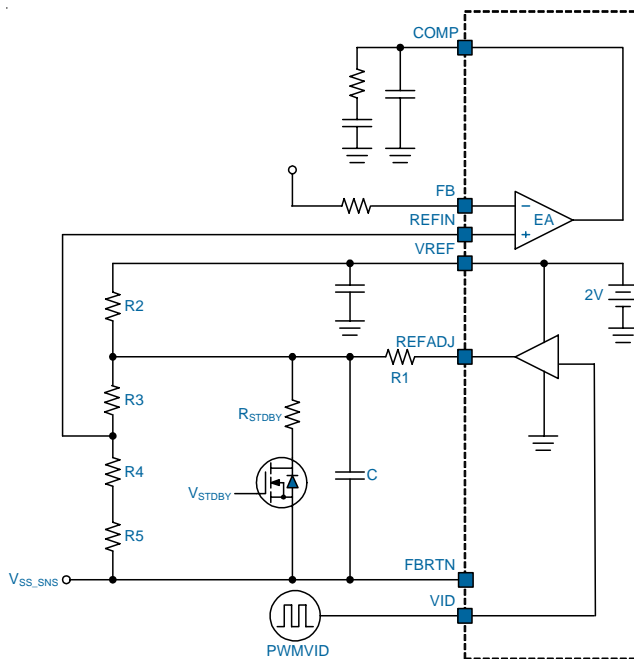 COMP
FB
− EA
REFIN
+
VREF
R2
2V
REFADJ
R1
R3
RSTDBY
R4
VSTDBY
C
R5
FBRTN
VSS_SNS
VID
PWMVID